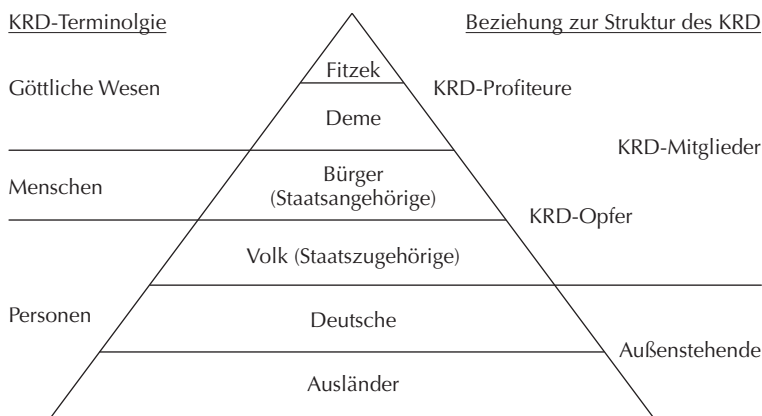 KRD-Terminolgie
Beziehung zur Struktur des KRD
Fitzek
Göttliche Wesen
KRD-Profiteure
Deme
KRD-Mitglieder
Menschen
Bürger
(Staatsangehörige)
KRD-Opfer
Volk (Staatszugehörige)
Personen
Deutsche
Außenstehende
Ausländer